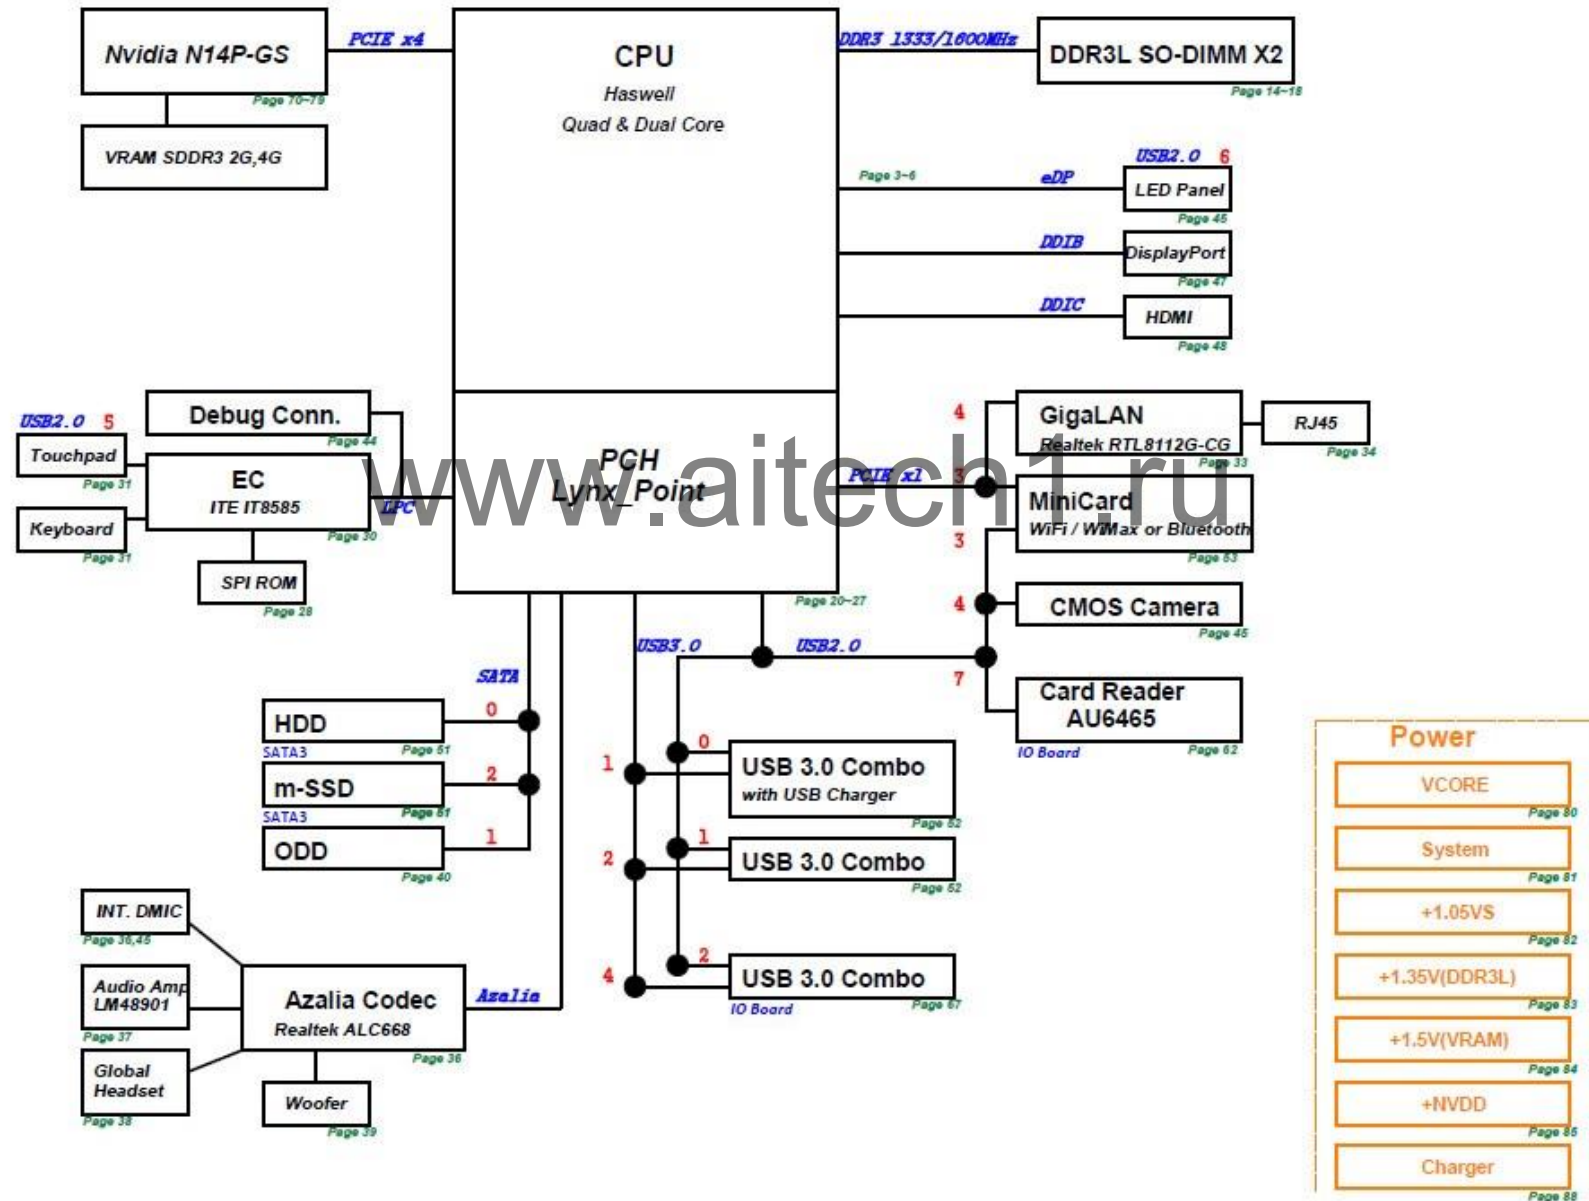 Nvidia N14P-GS
Page 70~79
PCIE x4
VRAM SDDR3 2G,4G
CPU
Haswell
Quad & Dual Core
Page 3~6
DDR3 1333/1600MHz
DDR3L SO-DIMM X2
Page 14~18
USB2.0 6
eDP
LED Panel
Page 45
DDIB
DisplayPort
Page 47
DDIC
HDMI
Page 48
Debug Conn.
Page 44
USB2.0 5
Touchpad
Page 31
EC
ITE IT8585
Page 30
LPC
Keyboard
Page 31
SPI ROM
Page 28
PCH
Lynx_Point
Page 20~27
www.aitech1.ru
PCIE x1
4
GigaLAN
Realtek RTL8112G-CG
Page 33
RJ45
Page 34
3
MiniCard
WiFi / WiMax or Bluetooth
Page 53
3
4
CMOS Camera
Page 45
USB3.0
USB2.0
7
Card Reader
AU6465
IO Board
Page 62
SATA
0
HDD
SATA3
Page 51
2
m-SSD
SATA3
Page 51
1
ODD
Page 40
0
1
USB 3.0 Combo
with USB Charger
Page 52
1
2
USB 3.0 Combo
Page 52
2
4
USB 3.0 Combo
IO Board
Page 67
INT. DMIC
Page 36,45
Audio Amp
LM48901
Page 37
Global
Headset
Page 38
Azalia Codec
Realtek ALC668
Page 36
Azalia
Woofer
Page 39
Power
VCORE
Page 80
System
Page 81
+1.05VS
Page 82
+1.35V(DDR3L)
Page 83
+1.5V(VRAM)
Page 84
+NVDD
Page 85
Charger
Page 88